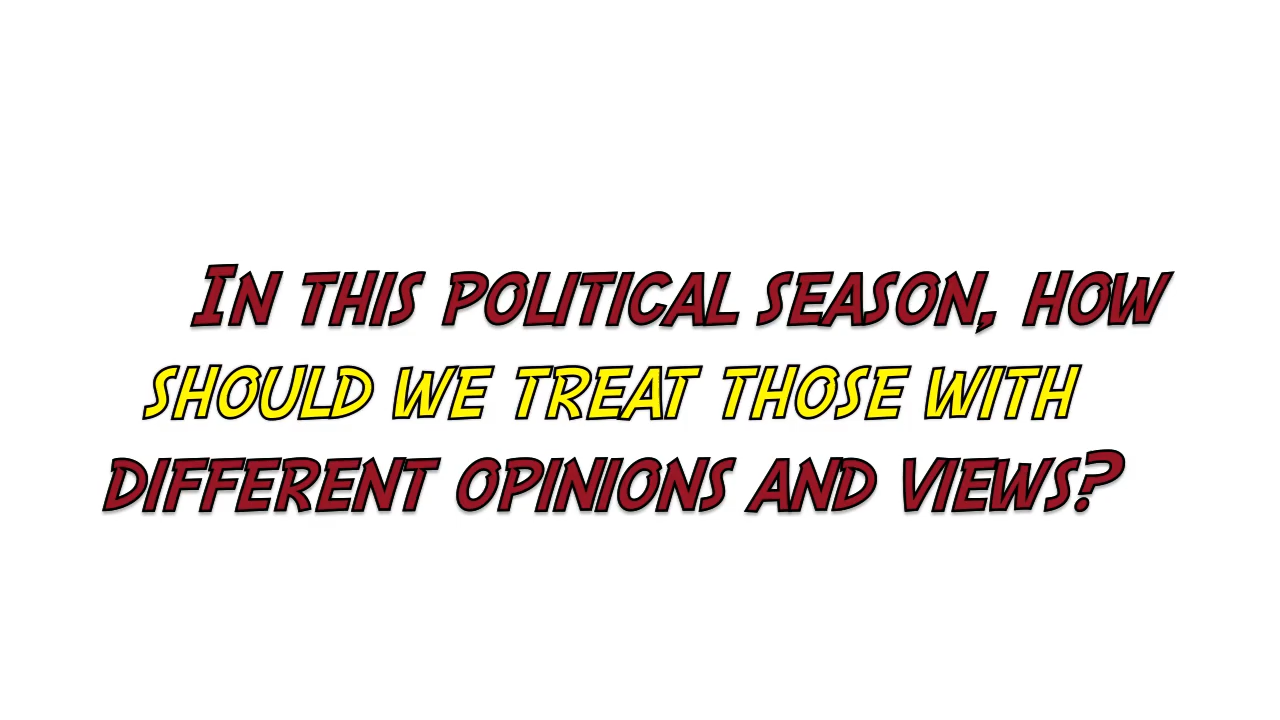 In this political season, how
should we treat those with
different opinions and views?